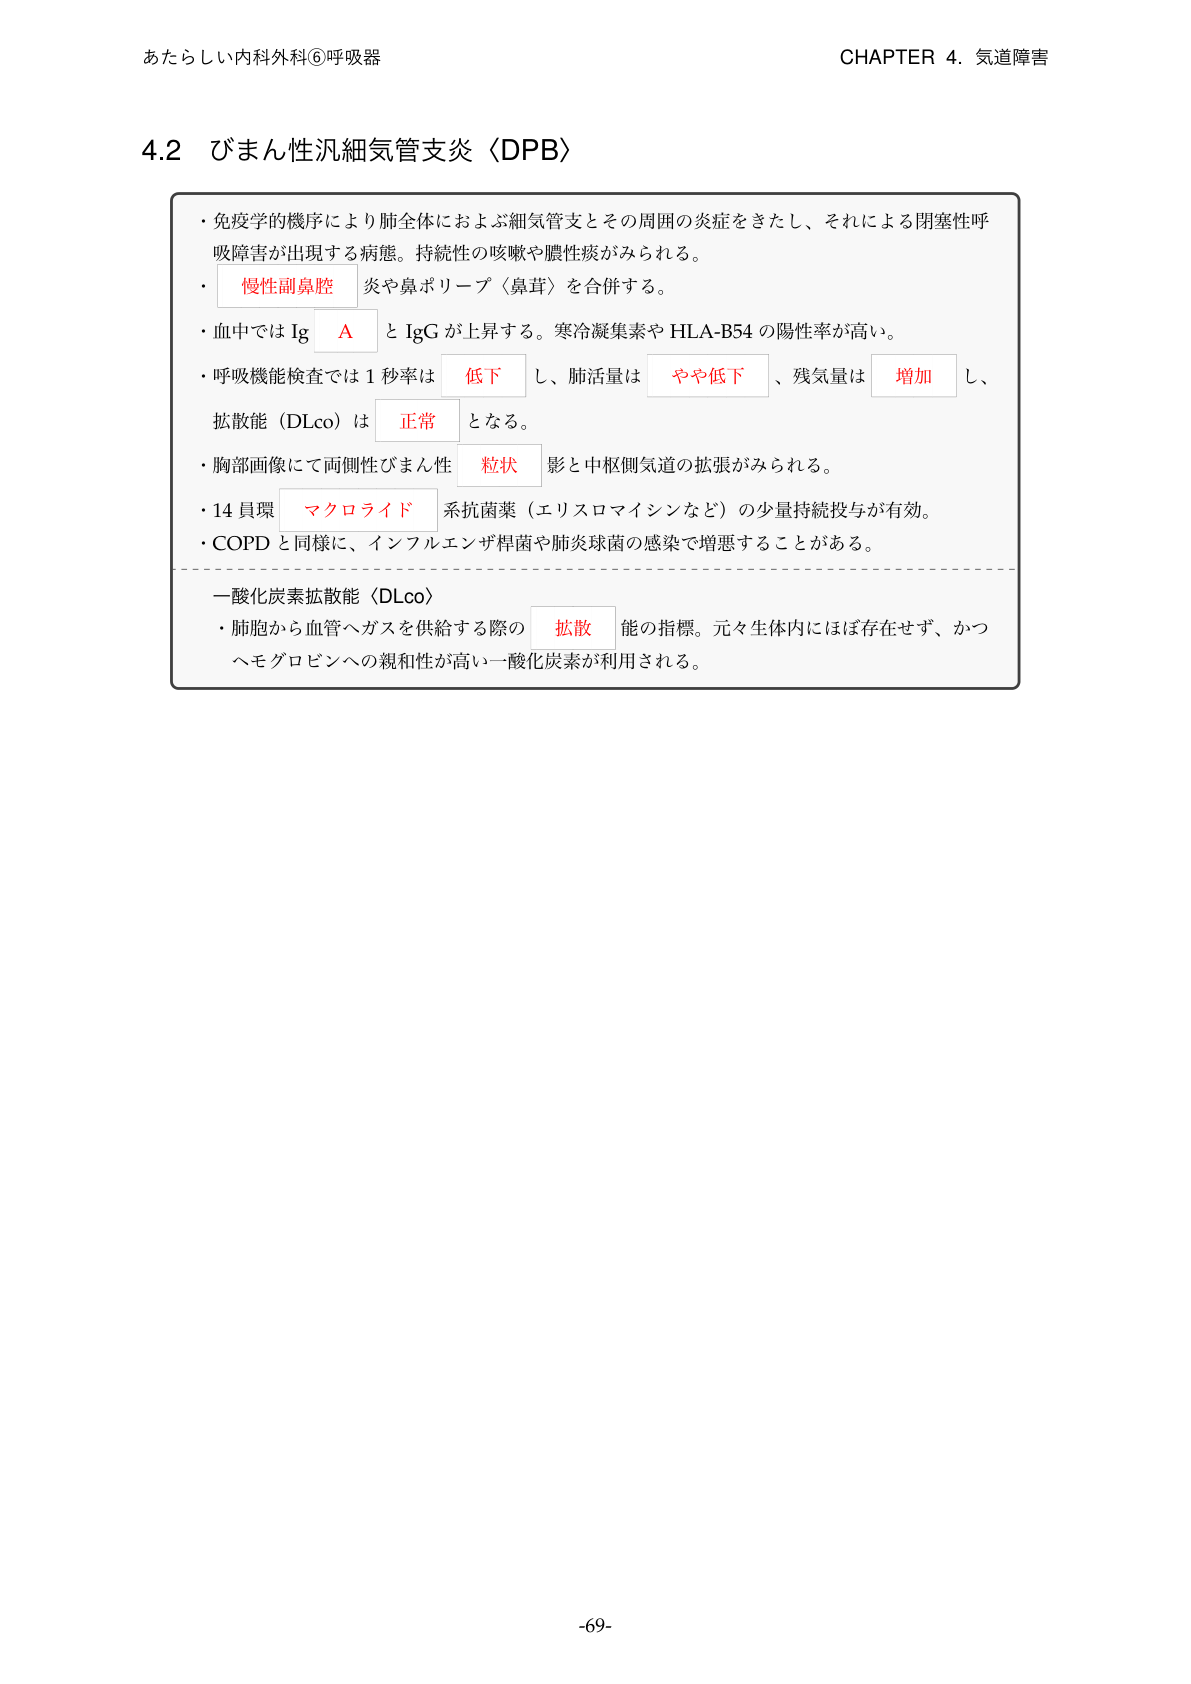 あたらしい内科外科⑥呼吸器
CHAPTER 4. 気道障害
4.2 びまん性汎細気管支炎〈DPB〉
・免疫学的機序により肺全体におよぶ細気管支とその周囲の炎症をきたし、それによる閉塞性呼
吸障害が出現する病態。持続性の咳嗽や膿性痰がみられる。
・慢性副鼻腔炎や鼻ポリープ〈鼻茸〉を合併する。
・血中では Ig A と IgG が上昇する。寒冷凝集素や HLA-B54 の陽性率が高い。
・呼吸機能検査では 1 秒率は 低下 し、肺活量は やや低下 、残気量は 増加 し、
拡散能（DLco）は 正常 となる。
・胸部画像にて両側性びまん性 粒状 影と中枢側気道の拡張がみられる。
・14 員環 マクロライド 系抗菌薬（エリスロマイシンなど）の少量持続投与が有効。
・COPD と同様に、インフルエンザ桿菌や肺炎球菌の感染で増悪することがある。
一酸化炭素拡散能〈DLco〉
・肺胞から血管へガスを供給する際の 拡散 能の指標。元々生体内にほぼ存在せず、かつ
ヘモグロビンへの親和性が高い一酸化炭素が利用される。
-69-